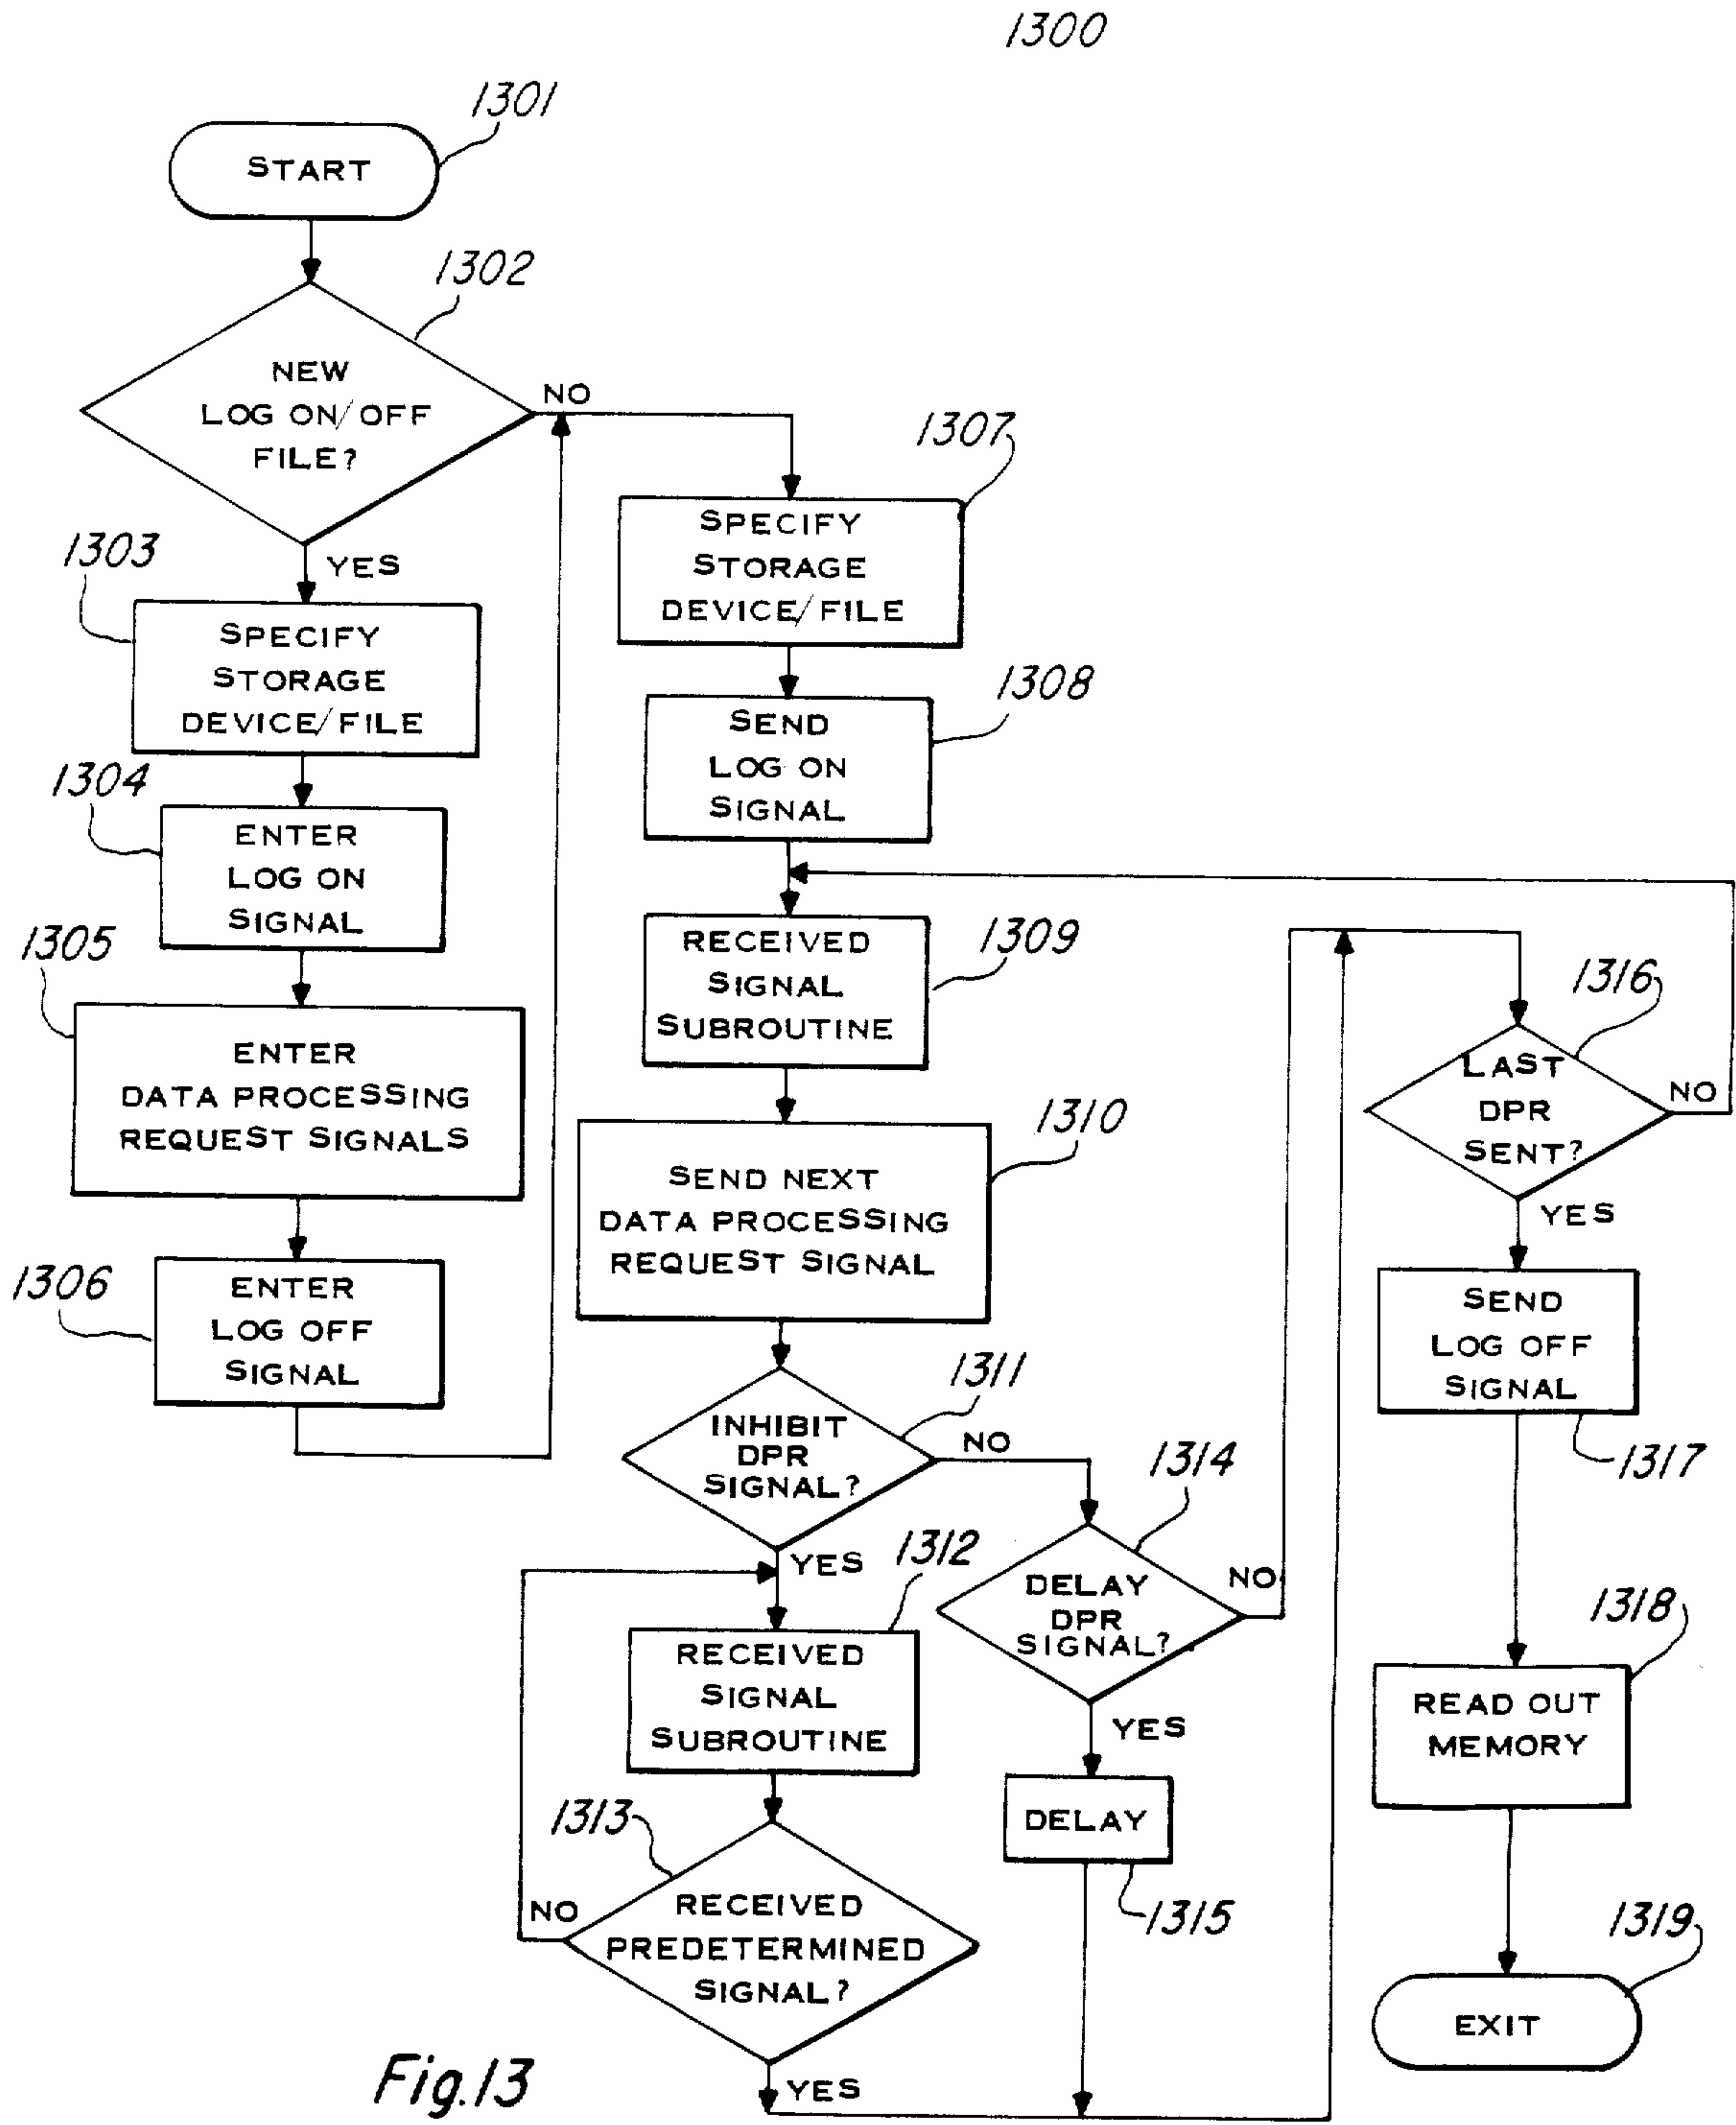 1300
1301
START
1302
NEW
LOG ON/OFF
FILE?
NO
YES
1303
SPECIFY
STORAGE
DEVICE/FILE
1304
ENTER
LOG ON
SIGNAL
1305
ENTER
DATA PROCESSING
REQUEST SIGNALS
1306
ENTER
LOG OFF
SIGNAL
1307
SPECIFY
STORAGE
DEVICE/FILE
1308
SEND
LOG ON
SIGNAL
1309
RECEIVED
SIGNAL
SUBROUTINE
1310
SEND NEXT
DATA PROCESSING
REQUEST SIGNAL
1311
INHIBIT
DPR
SIGNAL?
NO
YES
1312
RECEIVED
SIGNAL
SUBROUTINE
1313
RECEIVED
PREDETERMINED
SIGNAL?
NO
YES
1314
DELAY
DPR
SIGNAL?
NO
YES
DELAY
1315
1316
LAST
DPR
SENT?
NO
YES
SEND
LOG OFF
SIGNAL
1317
1318
READ OUT
MEMORY
1319
EXIT
Fig.13